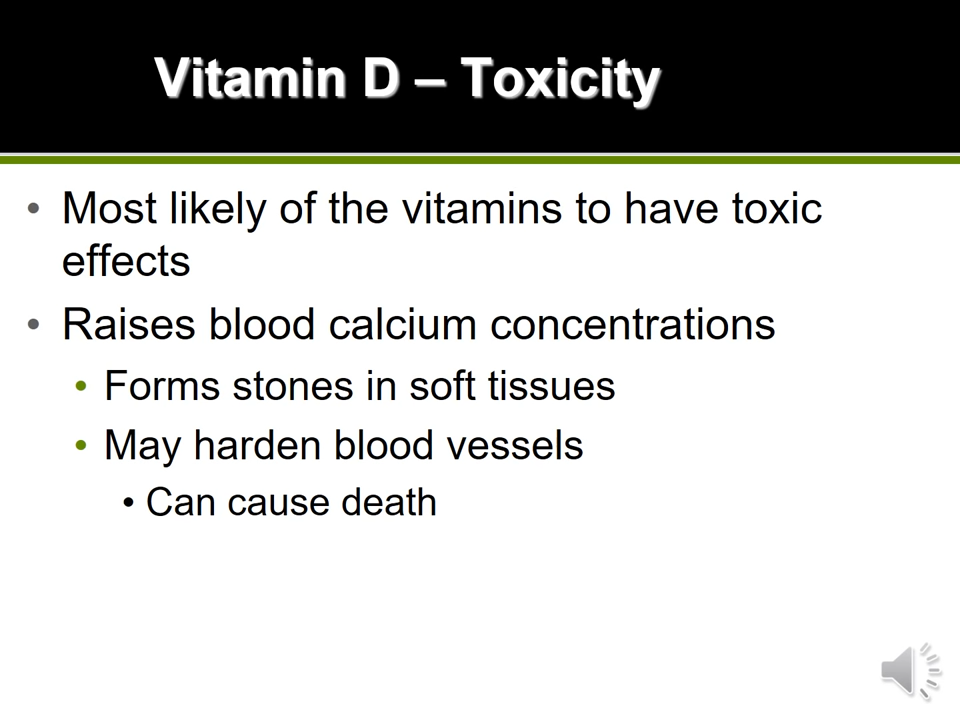 Vitamin D – Toxicity
• Most likely of the vitamins to have toxic
effects
• Raises blood calcium concentrations
• Forms stones in soft tissues
• May harden blood vessels
• Can cause death